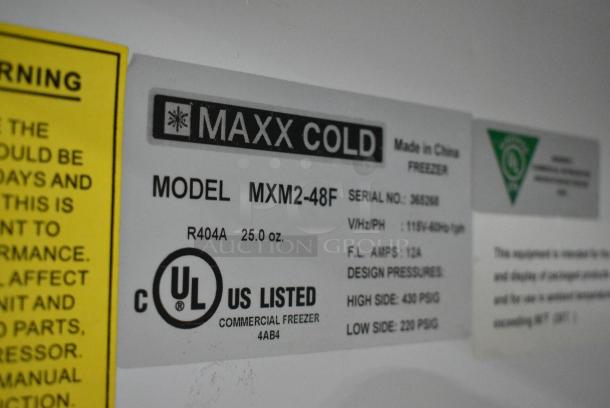 RNING
E THE
OULD BE
DAYS AND
THIS IS
NT TO
RMANCE.
L AFFECT
NIT AND
D PARTS,
RESSOR.
MANUAL
CTION.
MAXX COLD
Made in China
FREEZER
MODEL MXM2-48F
SERIAL NO.: 365268
V/Hz/PH : 115V-60Hz/1ph
R404A 25.0 oz.
F.L. AMPS: 12A
DESIGN PRESSURES:
HIGH SIDE: 430 PSIG
LOW SIDE: 220 PSIG
C UL US LISTED
COMMERCIAL FREEZER
4AB4
AUCTION GROUP
This equipment is intended for the
and display of packaged products
and for use in ambient temperature
exceeding